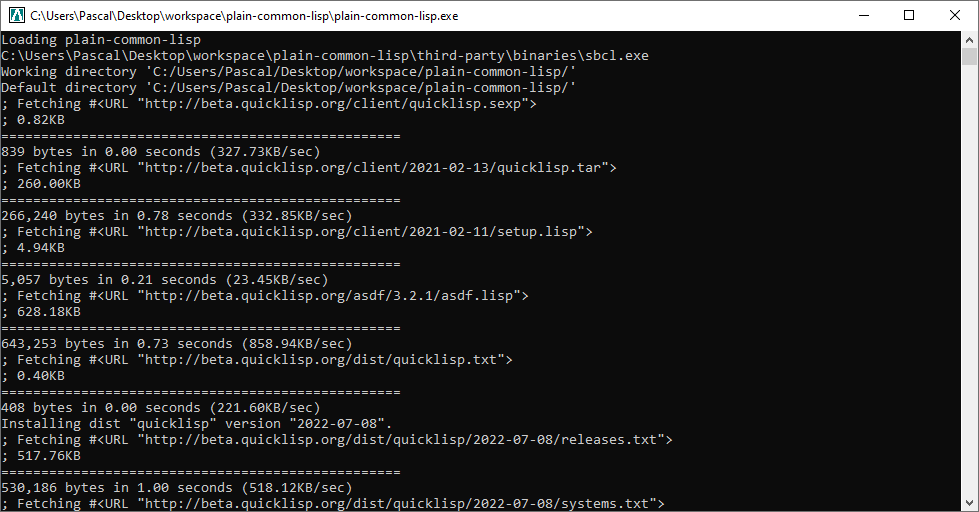 C:\Users\Pascal\Desktop\workspace\plain-common-lisp\plain-common-lisp.exe
Loading plain-common-lisp
C:\Users\Pascal\Desktop\workspace\plain-common-lisp\third-party\binaries\sbcl.exe
Working directory 'C:/Users/Pascal/Desktop/workspace/plain-common-lisp/'
Default directory 'C:/Users/Pascal/Desktop/workspace/plain-common-lisp/'
; Fetching #<URL "http://beta.quicklisp.org/client/quicklisp.sexp">
; 0.82KB
==================================================
839 bytes in 0.00 seconds (327.73KB/sec)
; Fetching #<URL "http://beta.quicklisp.org/client/2021-02-13/quicklisp.tar">
; 260.00KB
==================================================
266,240 bytes in 0.78 seconds (332.85KB/sec)
; Fetching #<URL "http://beta.quicklisp.org/client/2021-02-11/setup.lisp">
; 4.94KB
==================================================
5,057 bytes in 0.21 seconds (23.45KB/sec)
; Fetching #<URL "http://beta.quicklisp.org/asdf/3.2.1/asdf.lisp">
; 628.18KB
==================================================
643,253 bytes in 0.73 seconds (858.94KB/sec)
; Fetching #<URL "http://beta.quicklisp.org/dist/quicklisp.txt">
; 0.40KB
==================================================
408 bytes in 0.00 seconds (221.60KB/sec)
Installing dist "quicklisp" version "2022-07-08".
; Fetching #<URL "http://beta.quicklisp.org/dist/quicklisp/2022-07-08/releases.txt">
; 517.76KB
==================================================
530,186 bytes in 1.00 seconds (518.12KB/sec)
; Fetching #<URL "http://beta.quicklisp.org/dist/quicklisp/2022-07-08/systems.txt">